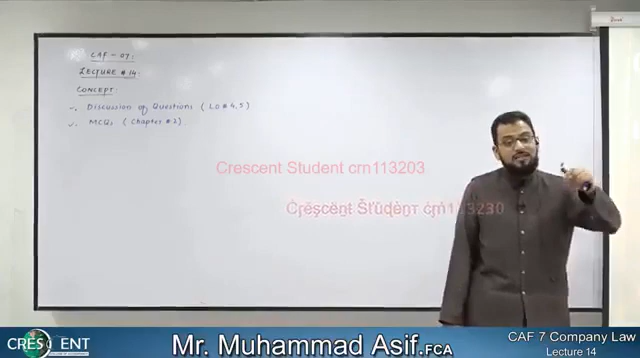 CAF - 07.
LECTURE # 14.
CONCEPT:
Discussion of Questions (LO # 4,5)
MCQs (Chapter # 2)
Crescent Student crn113203
CRESCENT
Mr. Muhammad Asif.FCA
CAF 7 Company Law
Lecture 14